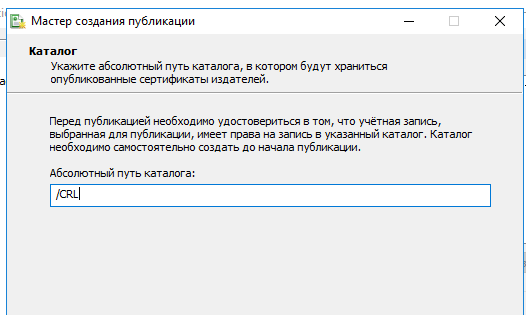 Мастер создания публикации
Каталог
Укажите абсолютный путь каталога, в котором будут храниться
опубликованные сертификаты издателей.
Перед публикацией необходимо удостовериться в том, что учётная запись,
выбранная для публикации, имеет права на запись в указанный каталог. Каталог
необходимо самостоятельно создать до начала публикации.
Абсолютный путь каталога:
/CRL